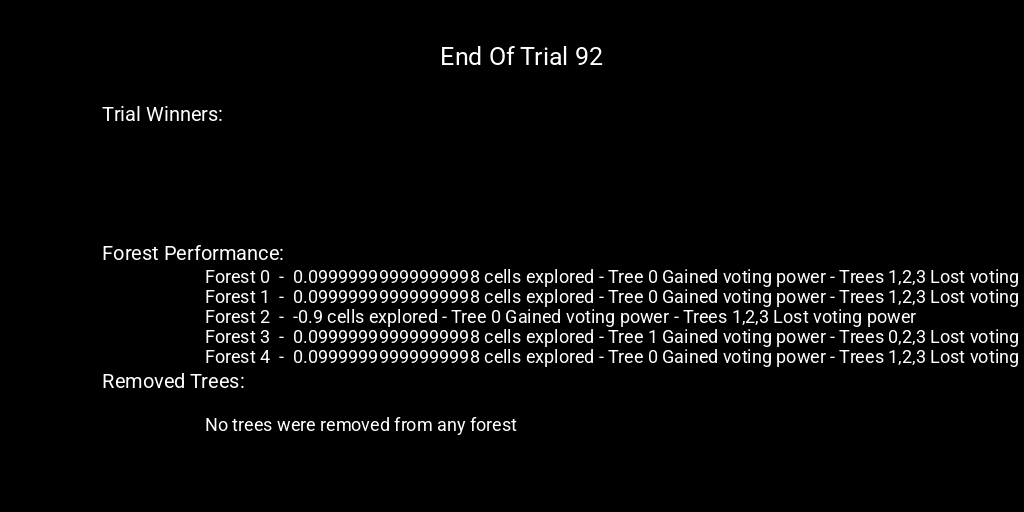 End Of Trial 92
Trial Winners:
Forest Performance:
Forest 0 - 0.09999999999999998 cells explored - Tree 0 Gained voting power - Trees 1,2,3 Lost voting
Forest 1 - 0.09999999999999998 cells explored - Tree 0 Gained voting power - Trees 1,2,3 Lost voting
Forest 2 - -0.9 cells explored - Tree 0 Gained voting power - Trees 1,2,3 Lost voting power
Forest 3 - 0.09999999999999998 cells explored - Tree 1 Gained voting power - Trees 0,2,3 Lost voting
Forest 4 - 0.09999999999999998 cells explored - Tree 0 Gained voting power - Trees 1,2,3 Lost voting
Removed Trees:
No trees were removed from any forest